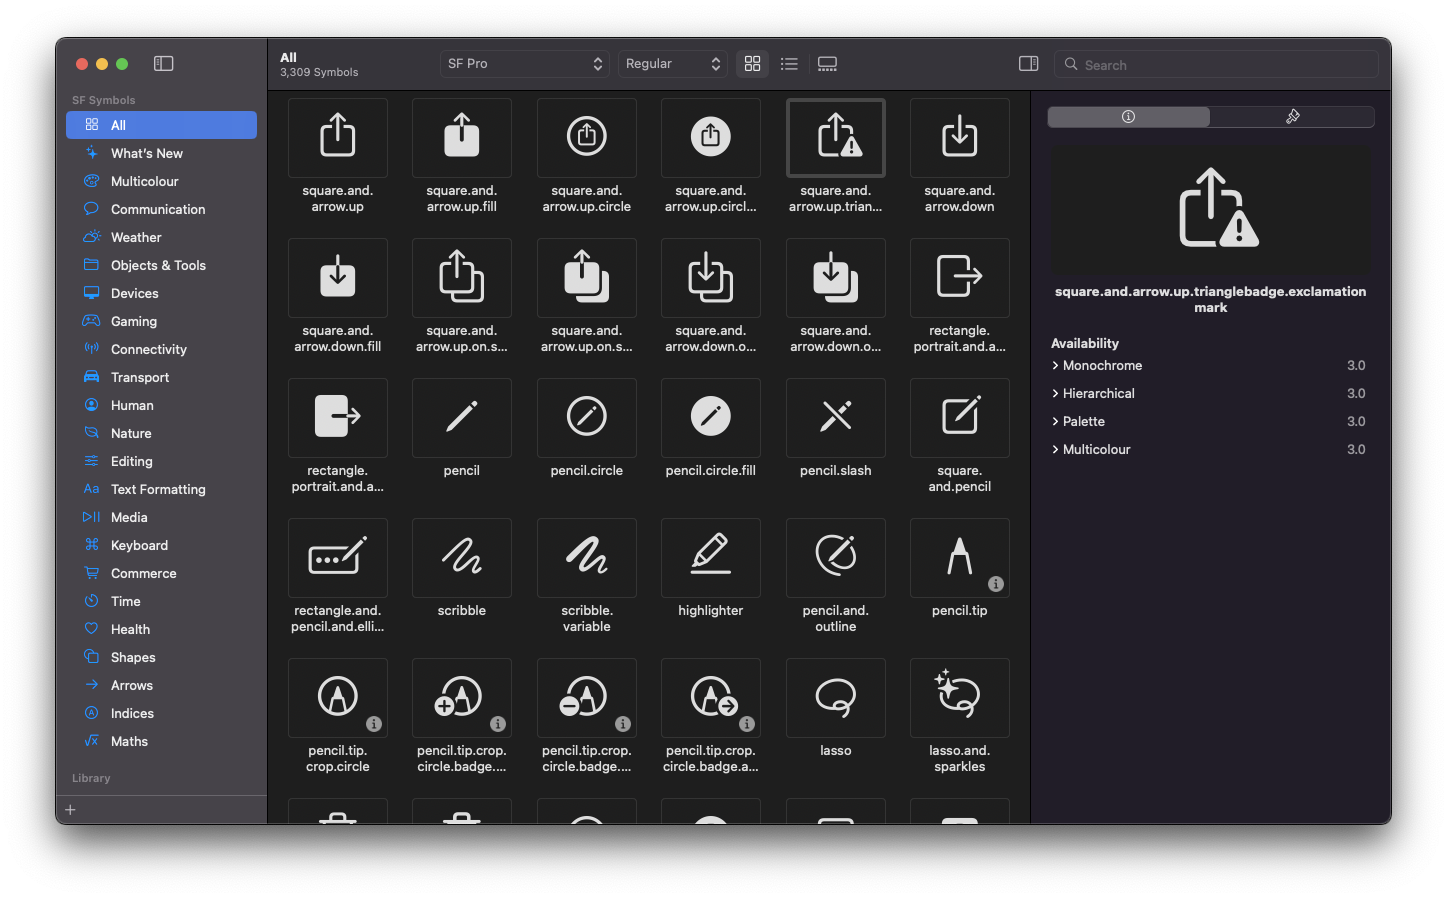 All
3,309 Symbols
SF Pro
Regular
Search
SF Symbols
All
What's New
Multicolour
Communication
Weather
Objects & Tools
Devices
Gaming
Connectivity
Transport
Human
Nature
Editing
Aa Text Formatting
Media
Keyboard
Commerce
Time
Health
Shapes
Arrows
Indices
Maths
Library
square.and.
arrow.up
square.and.
arrow.up.fill
square.and.
arrow.up.circle
square.and.
arrow.up.circl...
square.and.
arrow.up.trian...
square.and.
arrow.down
square.and.
arrow.down.fill
square.and.
arrow.up.on.s...
square.and.
arrow.up.on.s...
square.and.
arrow.down.o...
square.and.
arrow.down.o...
rectangle.
portrait.and.a...
rectangle.
portrait.and.a...
pencil
pencil.circle
pencil.circle.fill
pencil.slash
square.
and.pencil
rectangle.and.
pencil.and.elli...
scribble
scribble.
variable
highlighter
pencil.and.
outline
pencil.tip
pencil.tip.
crop.circle
pencil.tip.crop.
circle.badge....
pencil.tip.crop.
circle.badge....
pencil.tip.crop.
circle.badge.a...
lasso
lasso.and.
sparkles
square.and.arrow.up.trianglebadge.exclamation
mark
Availability
Monochrome 3.0
Hierarchical 3.0
Palette 3.0
Multicolour 3.0